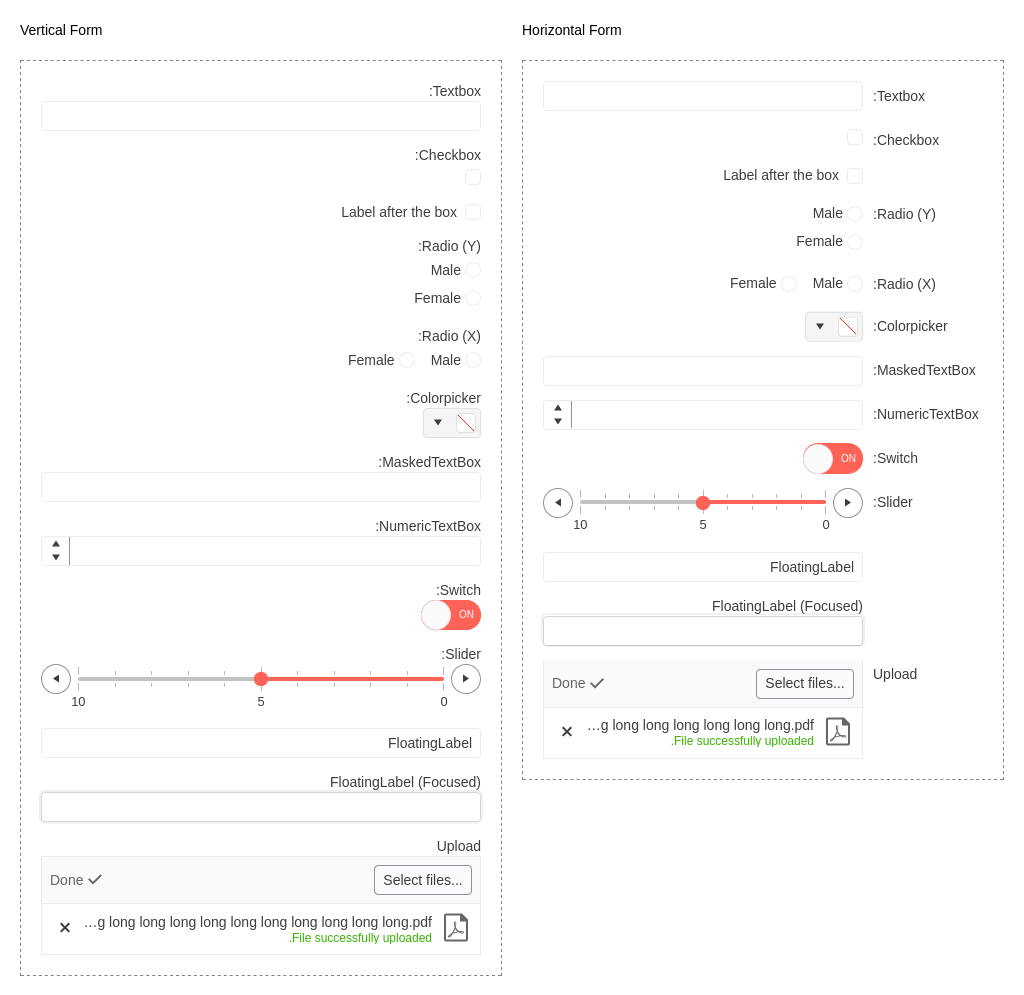 Vertical Form
:Textbox
:Checkbox
Label after the box
:Radio (Y)
Male
Female
:Radio (X)
Female Male
:Colorpicker
:MaskedTextBox
:NumericTextBox
:Switch
ON
:Slider
10 5 0
FloatingLabel
FloatingLabel (Focused)
Upload
Done Select files...
...g long long long long long long long long long long.pdf
.File successfully uploaded
Horizontal Form
:Textbox
:Checkbox
Label after the box
Male :Radio (Y)
Female
Female Male :Radio (X)
:Colorpicker
:MaskedTextBox
:NumericTextBox
ON :Switch
:Slider
10 5 0
FloatingLabel
FloatingLabel (Focused)
Upload
Done Select files...
...g long long long long long long.pdf
.File successfully uploaded